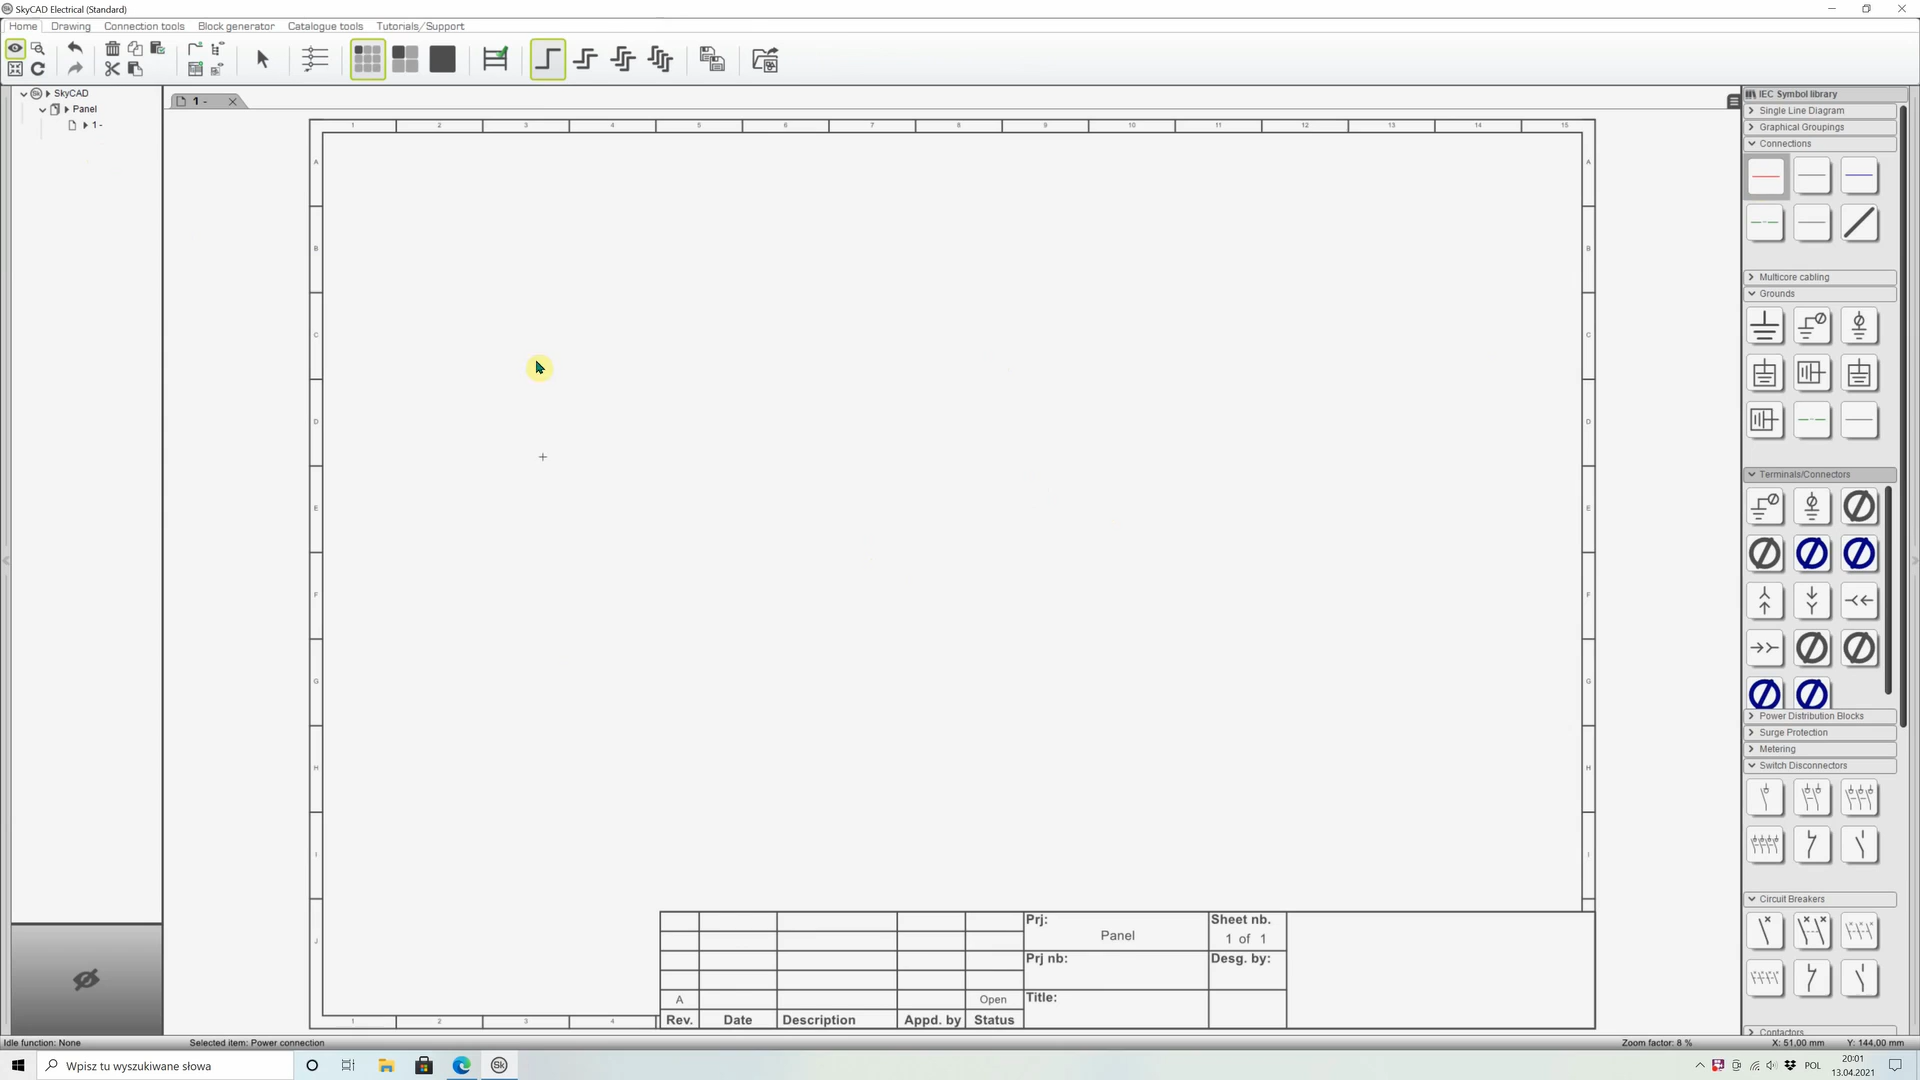 SkyCAD Electrical (Standard)
Home Drawing Connection tools Block generator Catalogue tools Tutorials/Support
SkyCAD
Panel
1 -
1 -
1 2 3 4 5 6 7 8 9 10 11 12 13 14 15
A A
B B
C C
D D
E E
F F
G G
H H
I I
J
1 2 3 4
Prj: Sheet nb.
Panel 1 of 1
Prj nb: Desg. by:
Title:
A Open
Rev. Date Description Appd. by Status
IEC Symbol library
Single Line Diagram
Graphical Groupings
Connections
Multicore cabling
Grounds
Terminals/Connectors
Power Distribution Blocks
Surge Protection
Metering
Switch Disconnectors
Circuit Breakers
Contactors
Idle function: None Selected item: Power connection Zoom factor: 8 % X: 51,00 mm Y: 144,00 mm
Wpisz tu wyszukiwane słowa
POL
20:01
13.04.2021